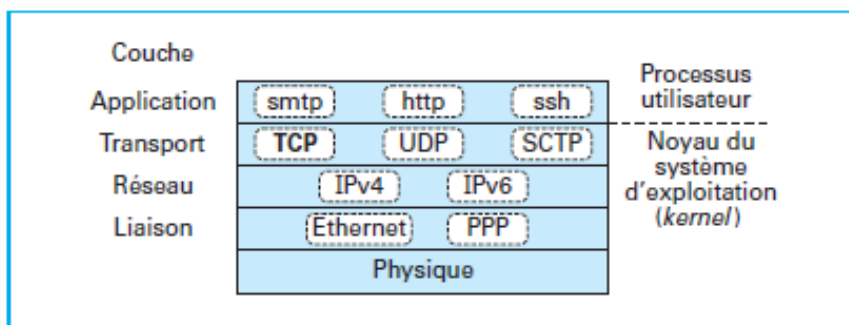 Couche
Application smtp http ssh
Processus
utilisateur
Transport TCP UDP SCTP
Noyau du
système
d'exploitation
(kernel)
Réseau IPv4 IPv6
Liaison Ethernet PPP
Physique